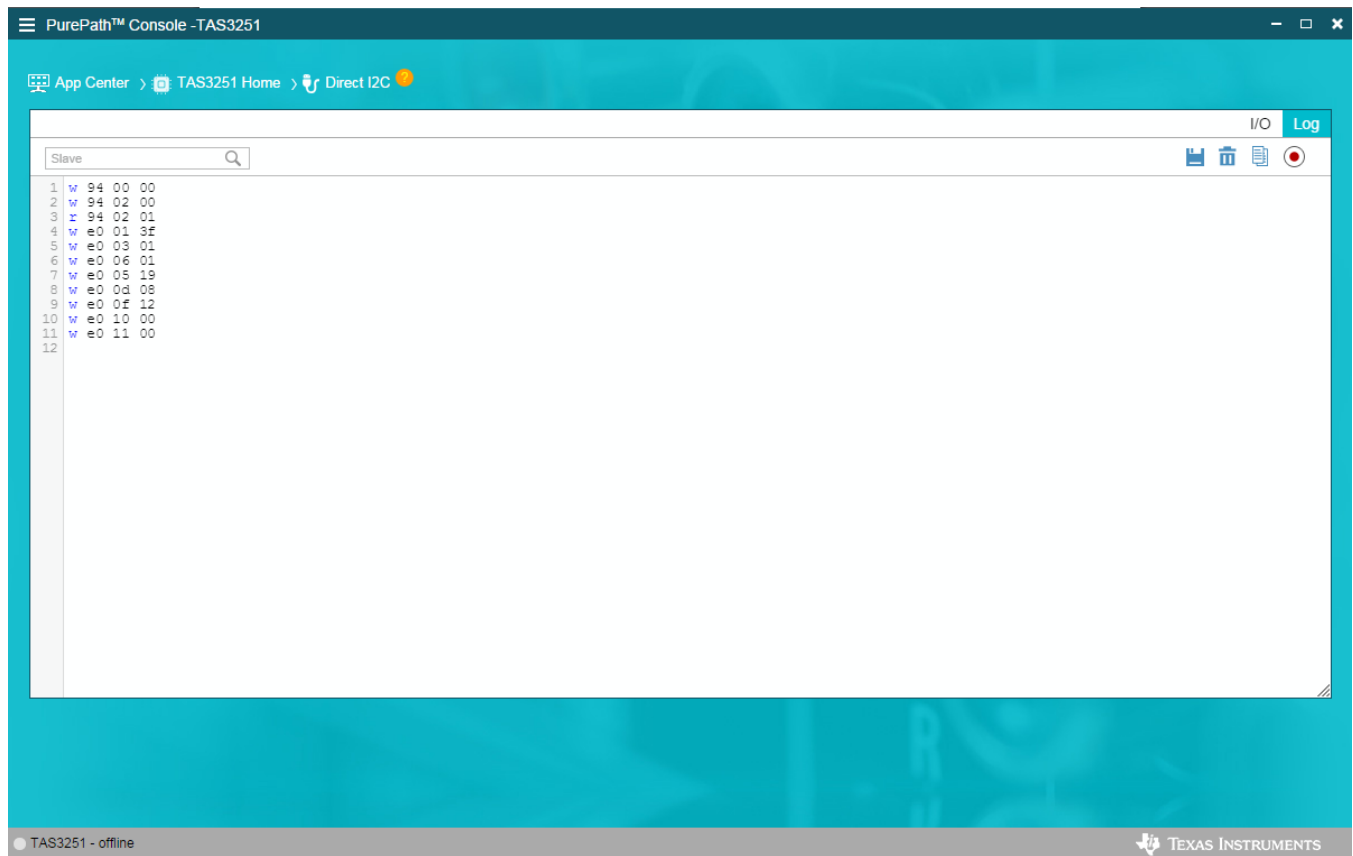 PurePath™ Console -TAS3251
App Center > TAS3251 Home > Direct I2C ?
I/O Log
Slave
1 w 94 00 00
2 w 94 02 00
3 r 94 02 01
4 w e0 01 3f
5 w e0 03 01
6 w e0 06 01
7 w e0 05 19
8 w e0 0d 08
9 w e0 0f 12
10 w e0 10 00
11 w e0 11 00
12
TAS3251 - offline
TEXAS INSTRUMENTS